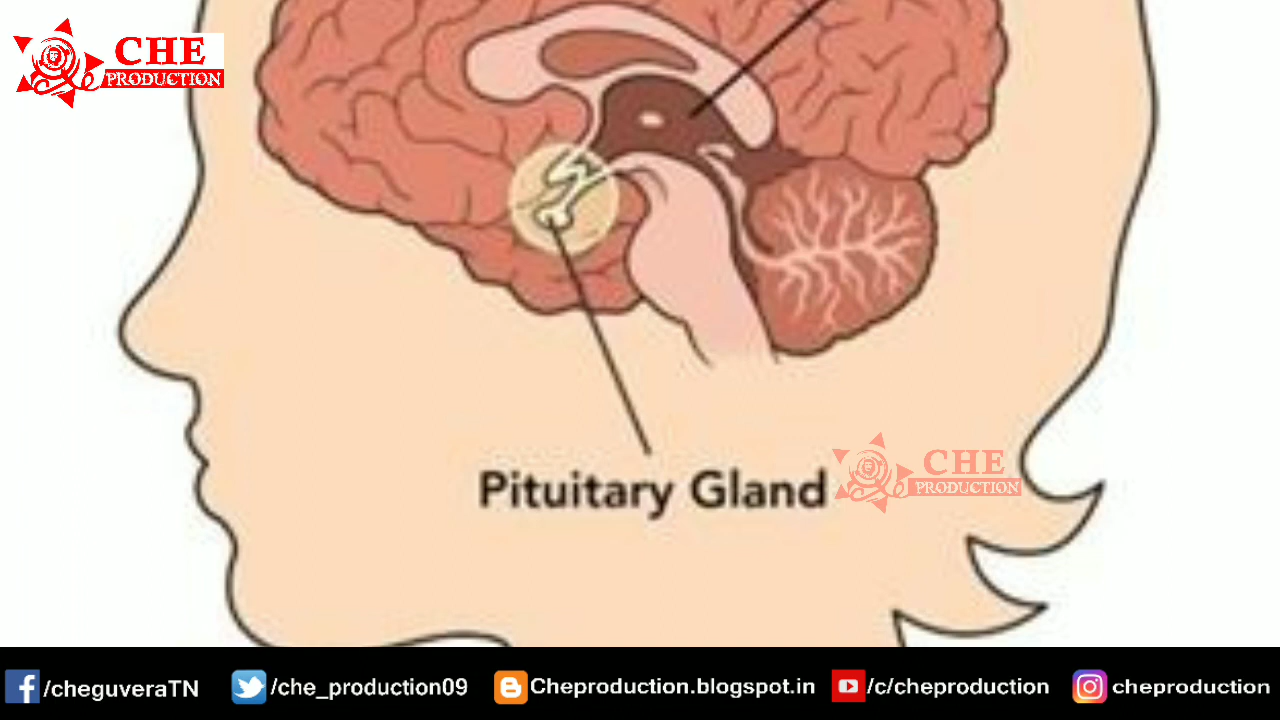 CHE
PRODUCTION
Pituitary Gland
CHE
PRODUCTION
/cheguveraTN /che_production09 Cheproduction.blogspot.in /c/cheproduction cheproduction